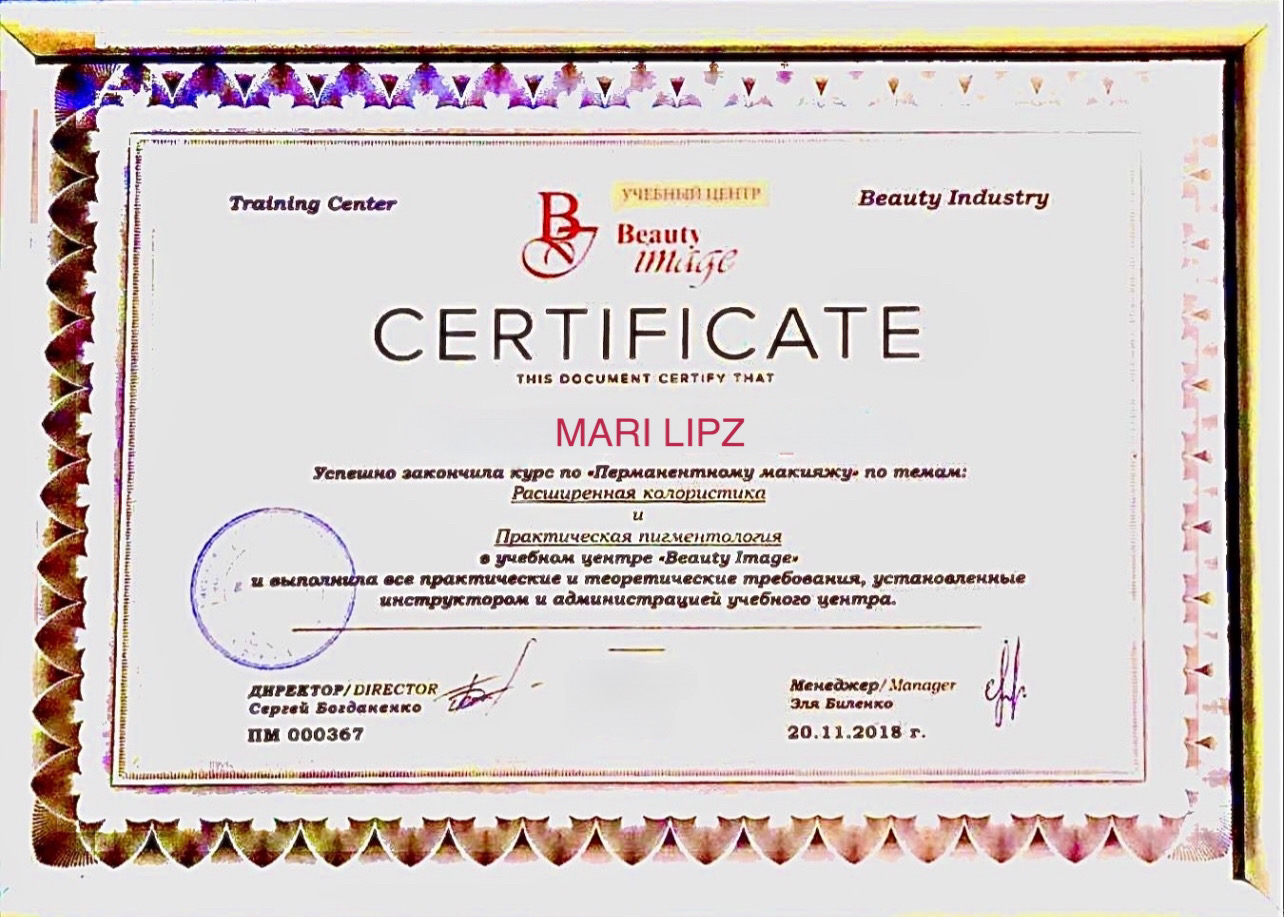 Training Center
УЧЕБНЫЙ ЦЕНТР
Beauty Industry
Beauty
image
CERTIFICATE
THIS DOCUMENT CERTIFY THAT
MARI LIPZ
Успешно закончила курс по «Перманентному макияжу» по темам:
Расширенная колористика
и
Практическая пигментология
в учебном центре «Beauty Image»
и выполнила все практические и теоретические требования, установленные
инструктором и администрацией учебного центра.
ДИРЕКТОР/DIRECTOR
Сергей Богданенко
ПМ 000367
Менеджер/Manager
Эля Биленко
20.11.2018 г.